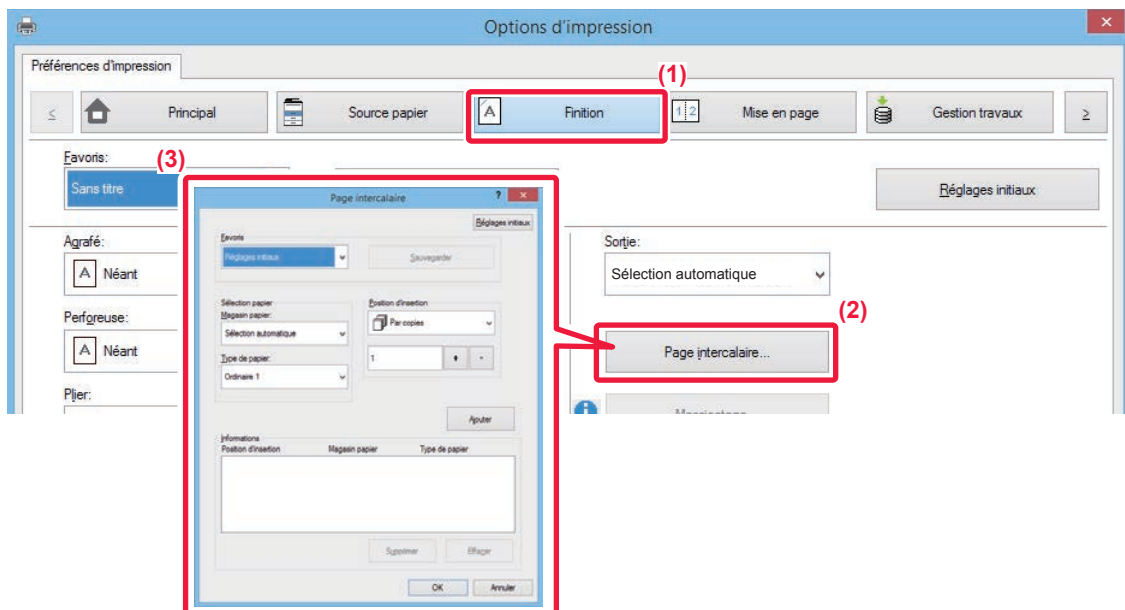 Options d'impression
Préférences d'impression
(1)
Principal
Source papier
Finition
1 2
Mise en page
Gestion travaux
Favoris:
(3)
Sans titre
Réglages initiaux
Page intercalaire
?
Réglages initiaux
Favoris
Réglages initiaux
Sauvegarder
Sélection papier
Magasin papier:
Sélection automatique
Type de papier:
Ordinaire 1
Position d'insertion
Par copies
1
+ -
Ajouter
Informations
Position d'insertion Magasin papier Type de papier
Supprimer Effaçer
OK Annuler
Agrafé:
A Néant
Perforeuse:
A Néant
Plier:
Sortie:
Sélection automatique
(2)
Page intercalaire...